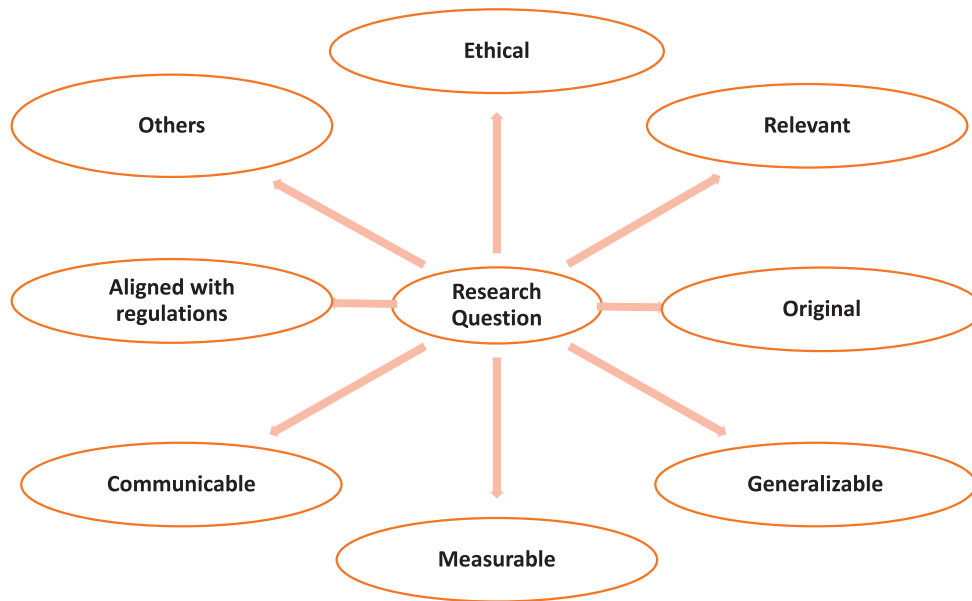 Ethical
Others
Relevant
Aligned with
regulations
Research
Question
Original
Communicable
Generalizable
Measurable